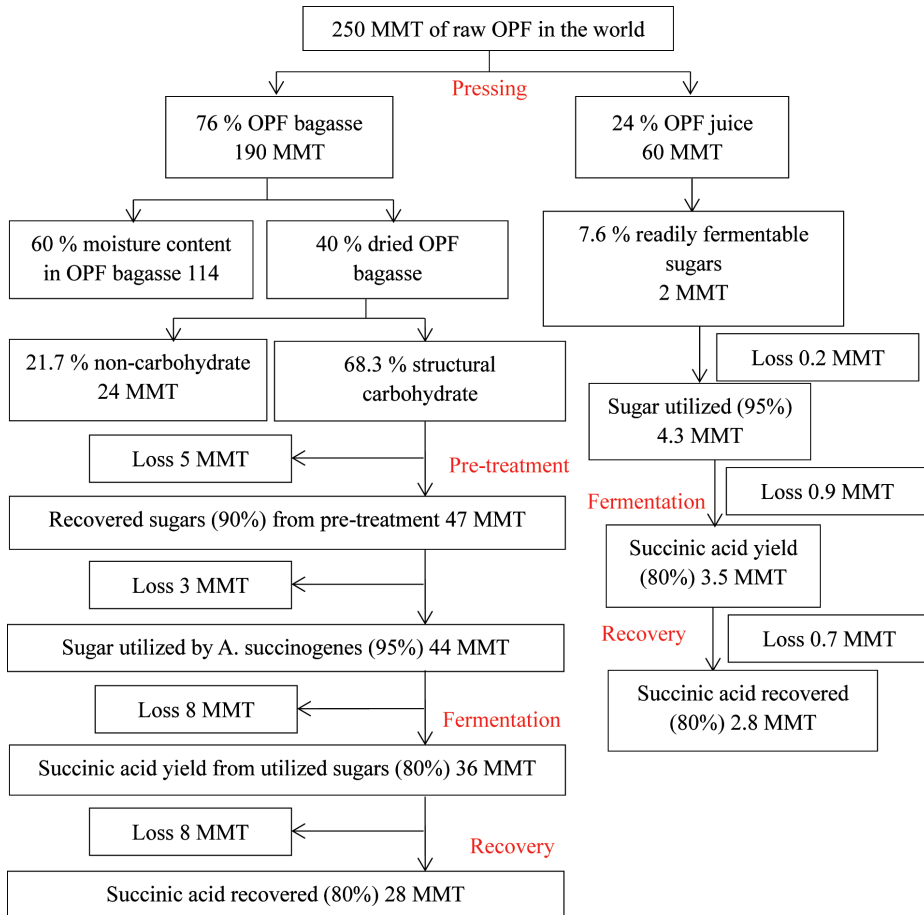 250 MMT of raw OPF in the world
Pressing
76 % OPF bagasse
190 MMT
24 % OPF juice
60 MMT
60 % moisture content
in OPF bagasse 114
40 % dried OPF
bagasse
7.6 % readily fermentable
sugars
2 MMT
21.7 % non-carbohydrate
24 MMT
68.3 % structural
carbohydrate
Loss 0.2 MMT
Sugar utilized (95%)
4.3 MMT
Loss 5 MMT
Pre-treatment
Fermentation
Loss 0.9 MMT
Recovered sugars (90%) from pre-treatment 47 MMT
Succinic acid yield
(80%) 3.5 MMT
Loss 3 MMT
Recovery
Loss 0.7 MMT
Sugar utilized by A. succinogenes (95%) 44 MMT
Succinic acid recovered
(80%) 2.8 MMT
Loss 8 MMT
Fermentation
Succinic acid yield from utilized sugars (80%) 36 MMT
Loss 8 MMT
Recovery
Succinic acid recovered (80%) 28 MMT